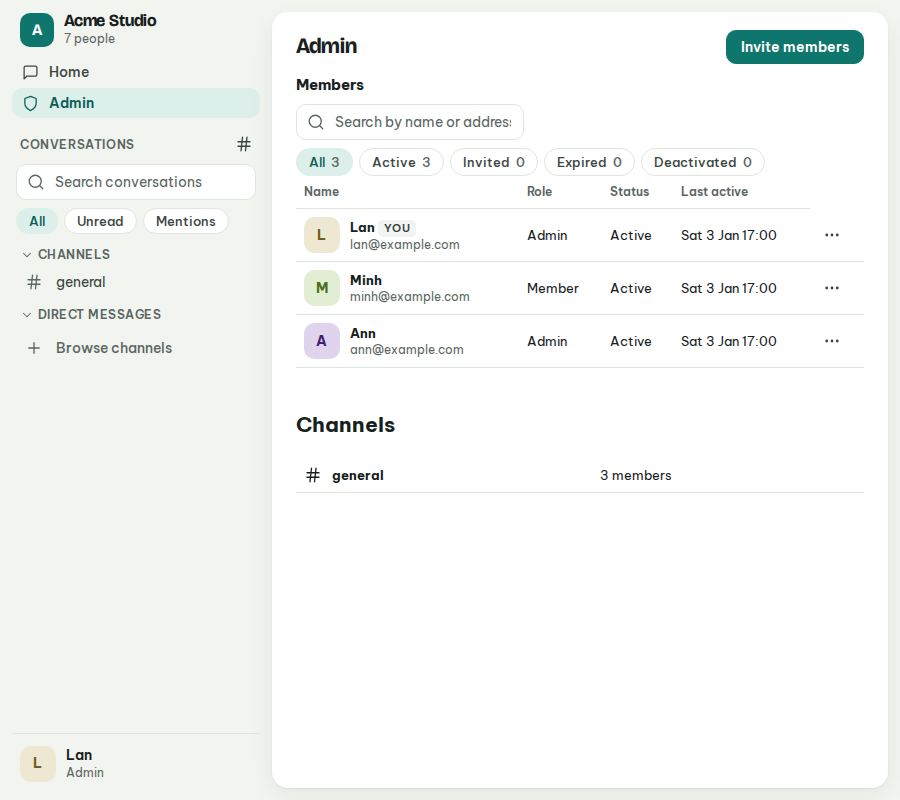 A
Acme Studio
7 people
Home
Admin
CONVERSATIONS
Search conversations
All
Unread
Mentions
CHANNELS
general
DIRECT MESSAGES
Browse channels
L
Lan
Admin
Admin
Invite members
Members
Search by name or address
All 3
Active 3
Invited 0
Expired 0
Deactivated 0
Name Role Status Last active
L
Lan YOU
lan@example.com
Admin Active Sat 3 Jan 17:00
M
Minh
minh@example.com
Member Active Sat 3 Jan 17:00
A
Ann
ann@example.com
Admin Active Sat 3 Jan 17:00
Channels
general 3 members